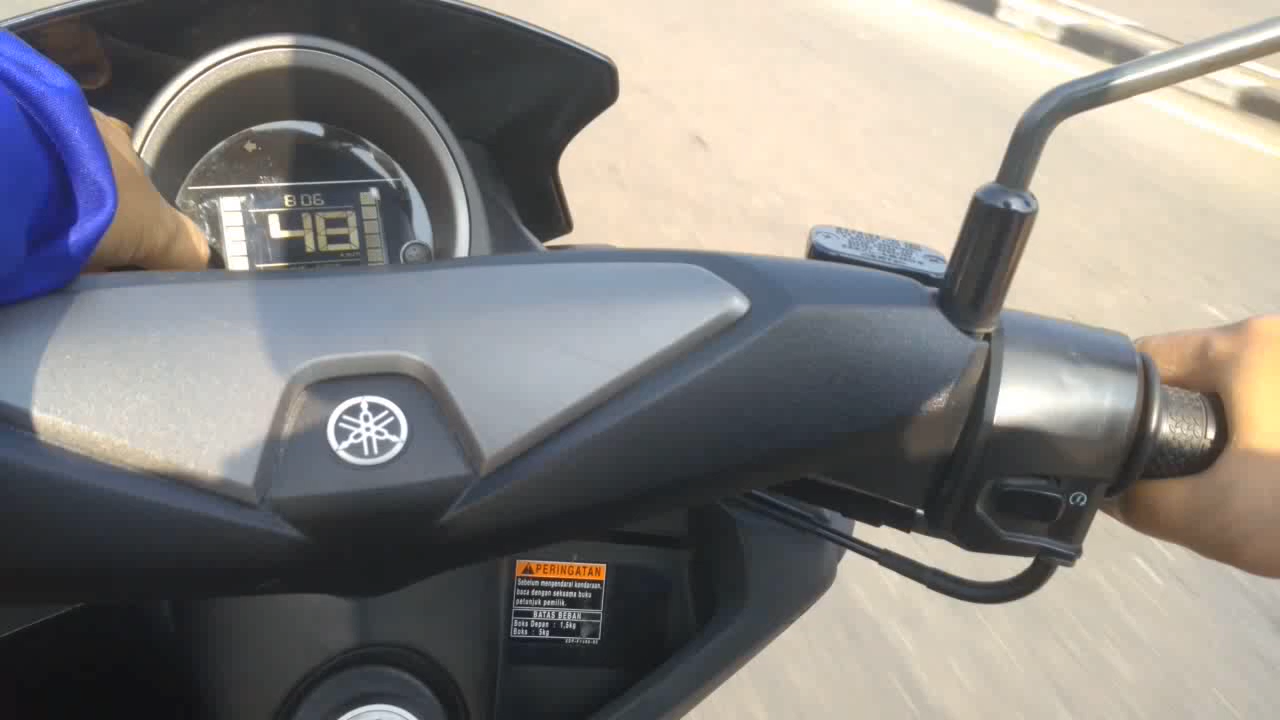 8:06
48
km/h
PERINGATAN
Sebelum mengendarai kendaraan,
baca dengan seksama buku
petunjuk pemilik.
BATAS BEBAN
Boks Depan : 1,5kg
Boks : 5kg